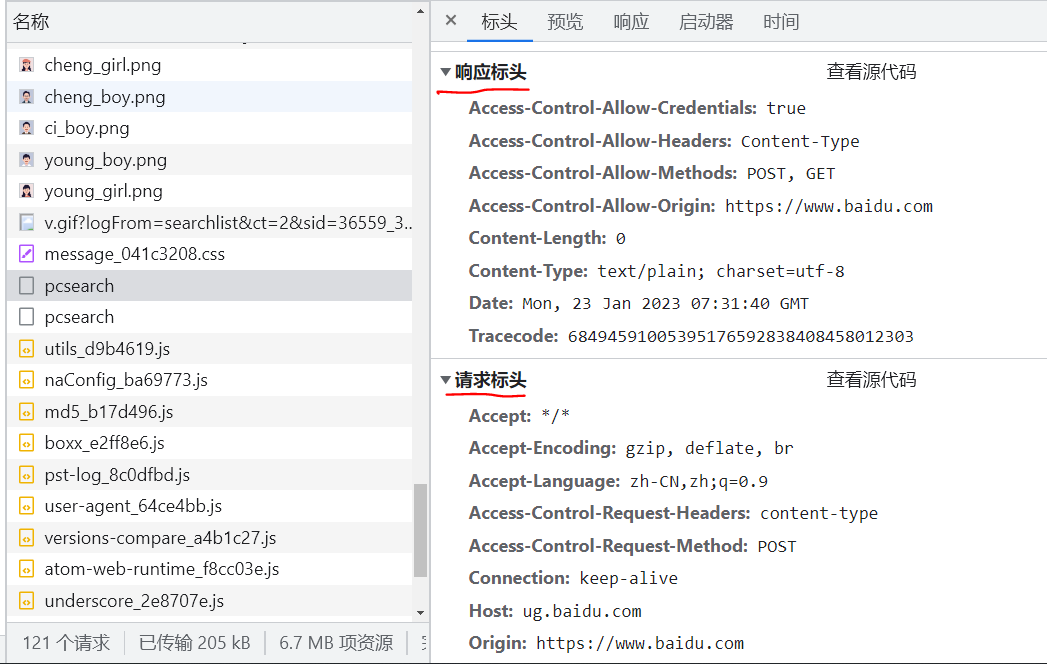 名称
cheng_girl.png
cheng_boy.png
ci_boy.png
young_boy.png
young_girl.png
v.gif?logFrom=searchlist&ct=2&sid=36559_3...
message_041c3208.css
pcsearch
pcsearch
utils_d9b4619.js
naConfig_ba69773.js
md5_b17d496.js
boxx_e2ff8e6.js
pst-log_8c0dfbd.js
user-agent_64ce4bb.js
versions-compare_a4b1c27.js
atom-web-runtime_f8cc03e.js
underscore_2e8707e.js
121 个请求 已传输 205 kB 6.7 MB 项资源
× 标头 预览 响应 启动器 时间
响应标头 查看源代码
Access-Control-Allow-Credentials: true
Access-Control-Allow-Headers: Content-Type
Access-Control-Allow-Methods: POST, GET
Access-Control-Allow-Origin: https://www.baidu.com
Content-Length: 0
Content-Type: text/plain; charset=utf-8
Date: Mon, 23 Jan 2023 07:31:40 GMT
Tracecode: 68494591005395176592838408458012303
请求标头 查看源代码
Accept: */*
Accept-Encoding: gzip, deflate, br
Accept-Language: zh-CN,zh;q=0.9
Access-Control-Request-Headers: content-type
Access-Control-Request-Method: POST
Connection: keep-alive
Host: ug.baidu.com
Origin: https://www.baidu.com